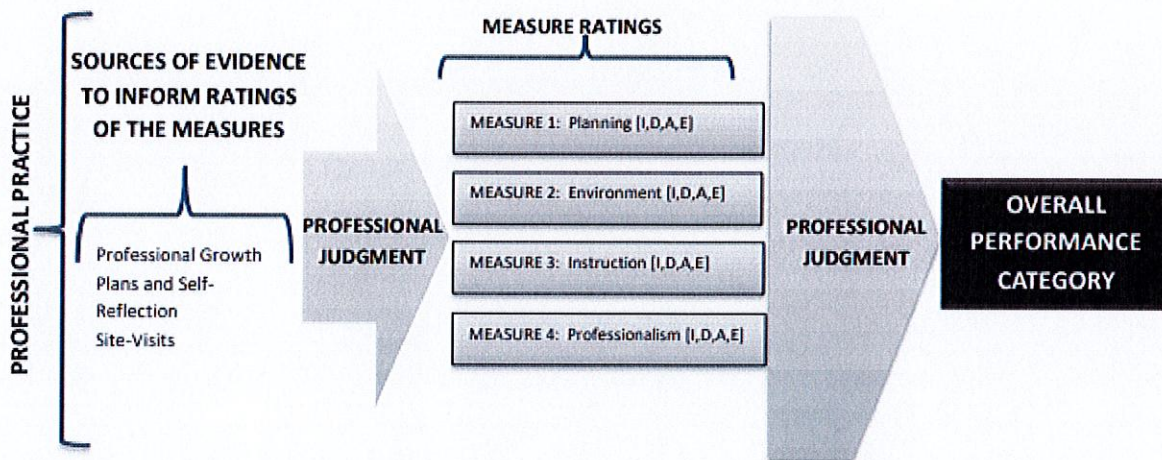 PROFESSIONAL PRACTICE
SOURCES OF EVIDENCE
TO INFORM RATINGS
OF THE MEASURES
Professional Growth
Plans and Self-
Reflection
Site-Visits
PROFESSIONAL
JUDGMENT
MEASURE RATINGS
MEASURE 1: Planning [I,D,A,E]
MEASURE 2: Environment [I,D,A,E]
MEASURE 3: Instruction [I,D,A,E]
MEASURE 4: Professionalism [I,D,A,E]
PROFESSIONAL
JUDGMENT
OVERALL
PERFORMANCE
CATEGORY